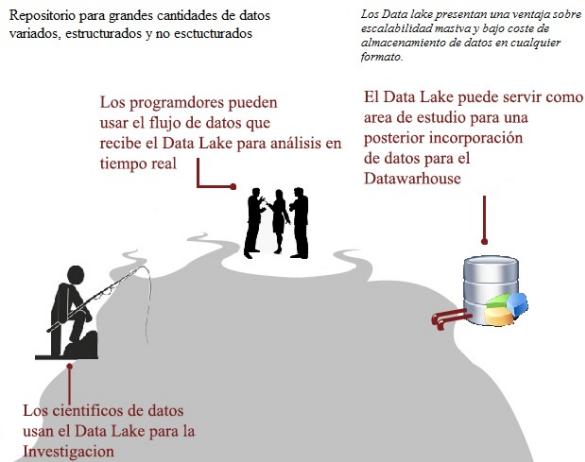 Repositorio para grandes cantidades de datos
variados, estructurados y no esctucturados
Los Data lake presentan una ventaja sobre
escalabilidad masiva y bajo coste de
almacenamiento de datos en cualquier
formato.
Los programdores pueden
usar el flujo de datos que
recibe el Data Lake para análisis en
tiempo real
El Data Lake puede servir como
area de estudio para una
posterior incorporación
de datos para el
Datawarhouse
Los cientificos de datos
usan el Data Lake para la
Investigacion